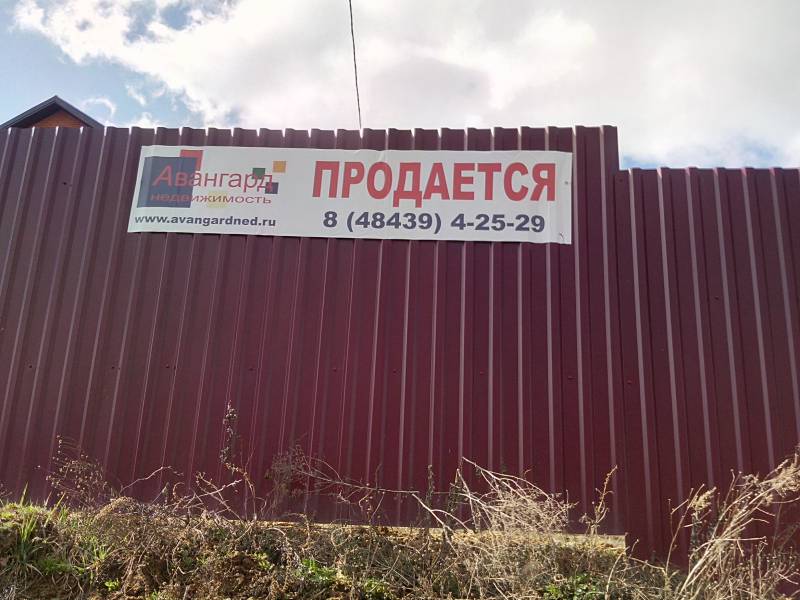 Авангард
недвижимость
www.avangardned.ru
ПРОДАЕТСЯ
8 (48439) 4-25-29